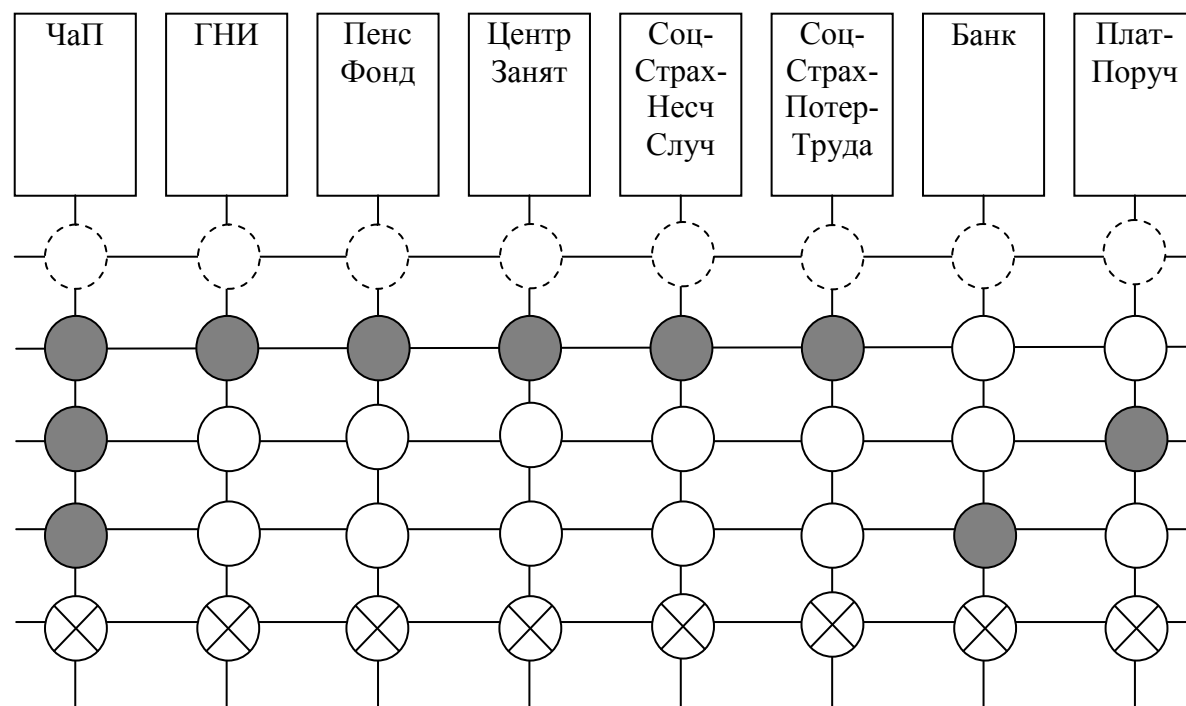 ЧаП
ГНИ
Пенс
Фонд
Центр
Занят
Соц-
Страх-
Несч
Случ
Соц-
Страх-
Потер-
Труда
Банк
Плат-
Поруч